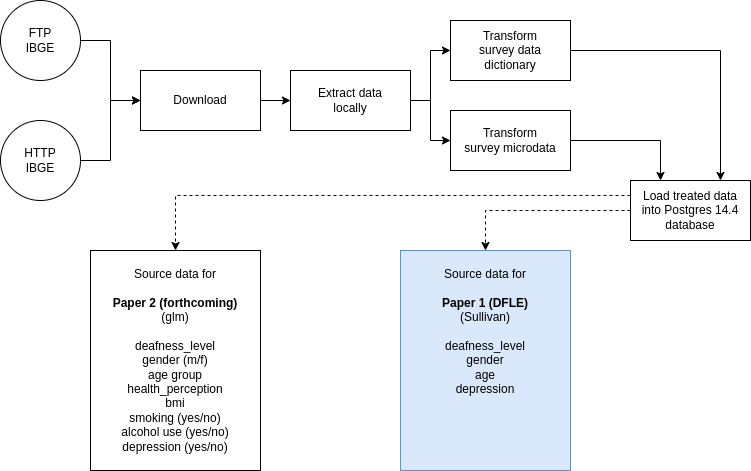 FTP
IBGE
HTTP
IBGE
Download
Extract data
locally
Transform
survey data
dictionary
Transform
survey microdata
Load treated data
into Postgres 14.4
database
Source data for
Paper 2 (forthcoming)
(glm)
deafness_level
gender (m/f)
age group
health_perception
bmi
smoking (yes/no)
alcohol use (yes/no)
depression (yes/no)
Source data for
Paper 1 (DFLE)
(Sullivan)
deafness_level
gender
age
depression